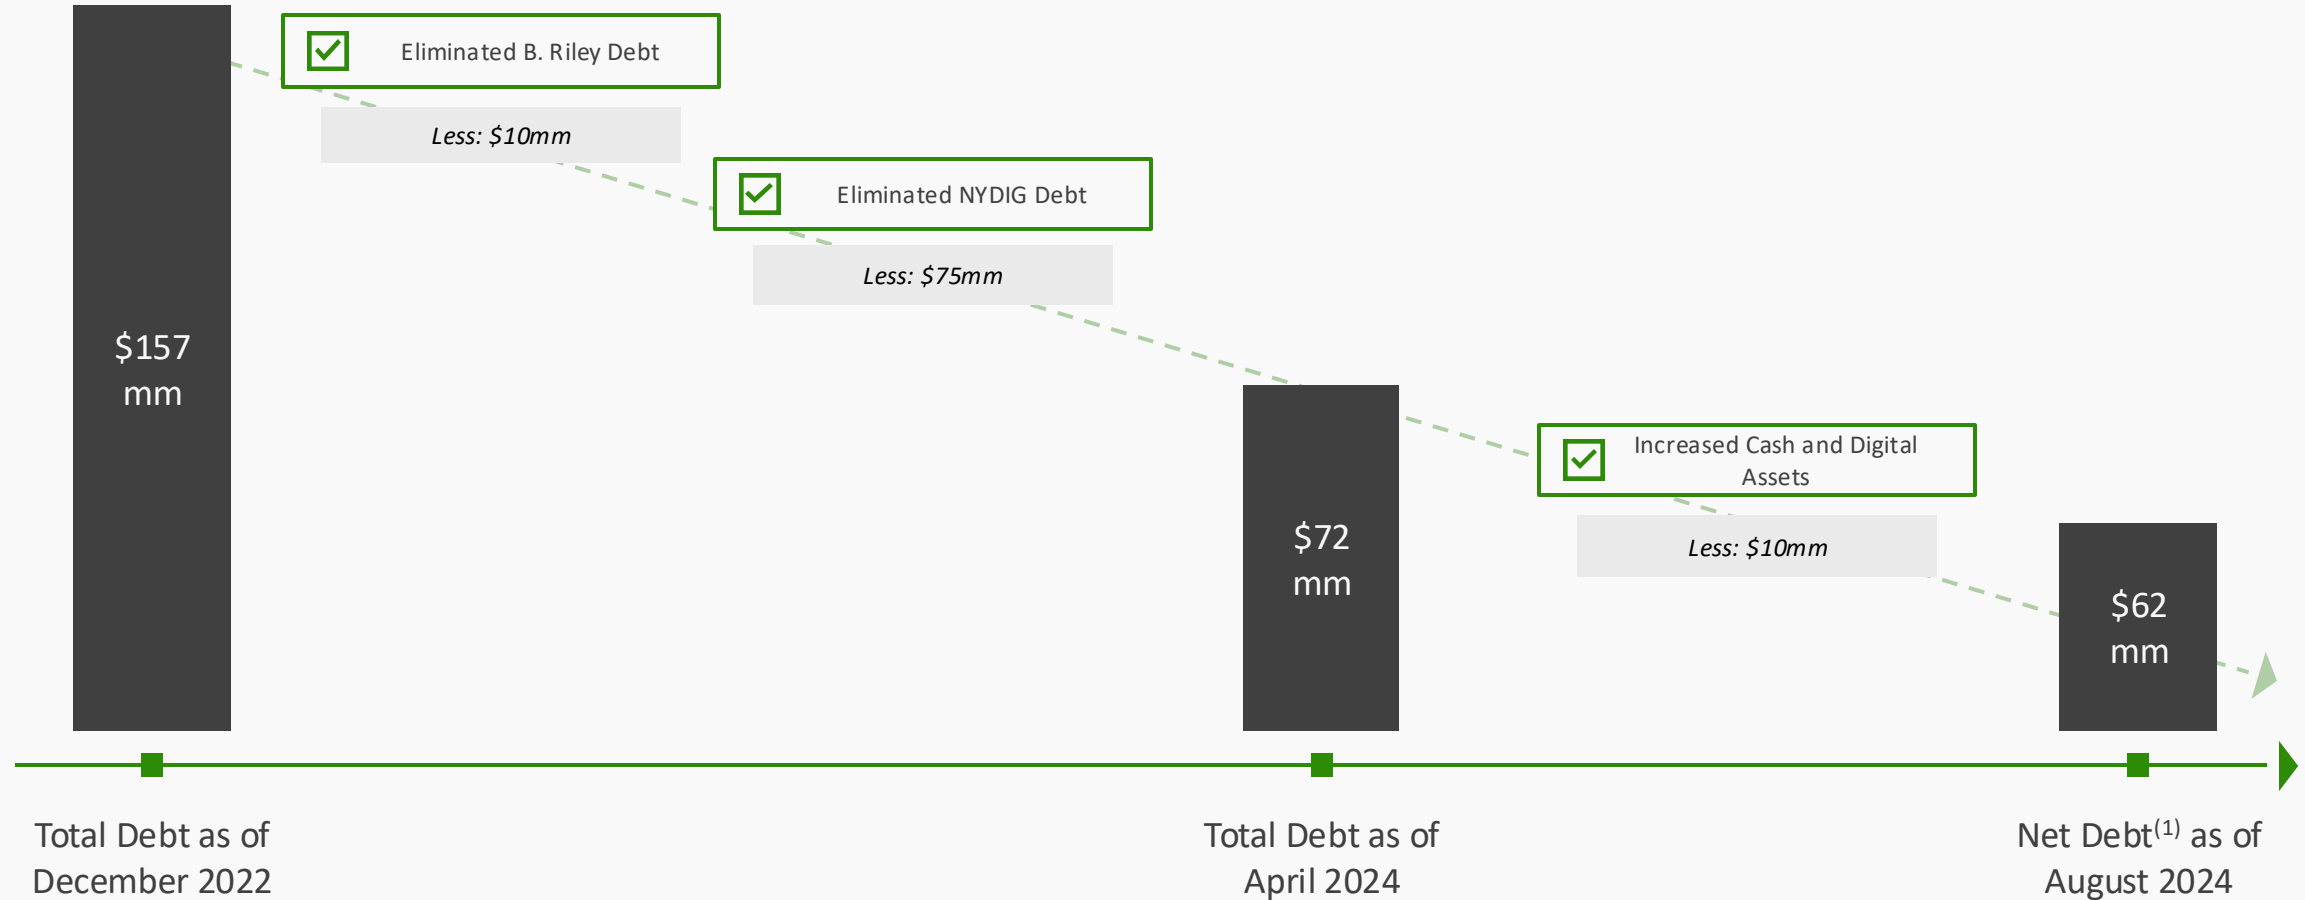 Eliminated B. Riley Debt
Less: $10mm
Eliminated NYDIG Debt
Less: $75mm
$157
mm
$72
mm
Increased Cash and Digital
Assets
Less: $10mm
$62
mm
Total Debt as of
December 2022
Total Debt as of
April 2024
Net Debt(1) as of
August 2024